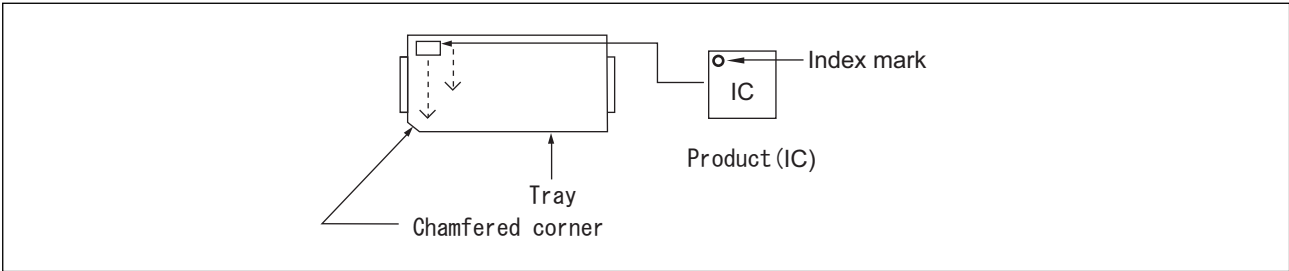 Index mark
IC
Product(IC)
Tray
Chamfered corner